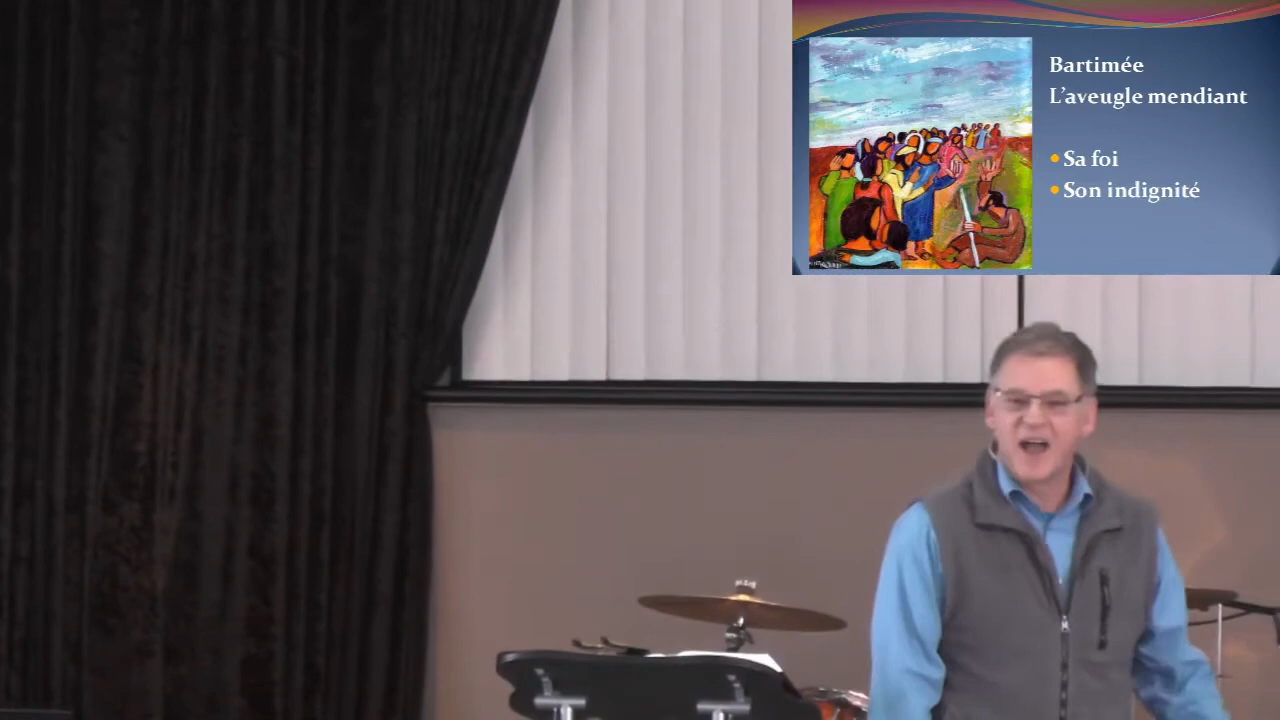 Bartimée
L'aveugle mendiant
• Sa foi
• Son indignité